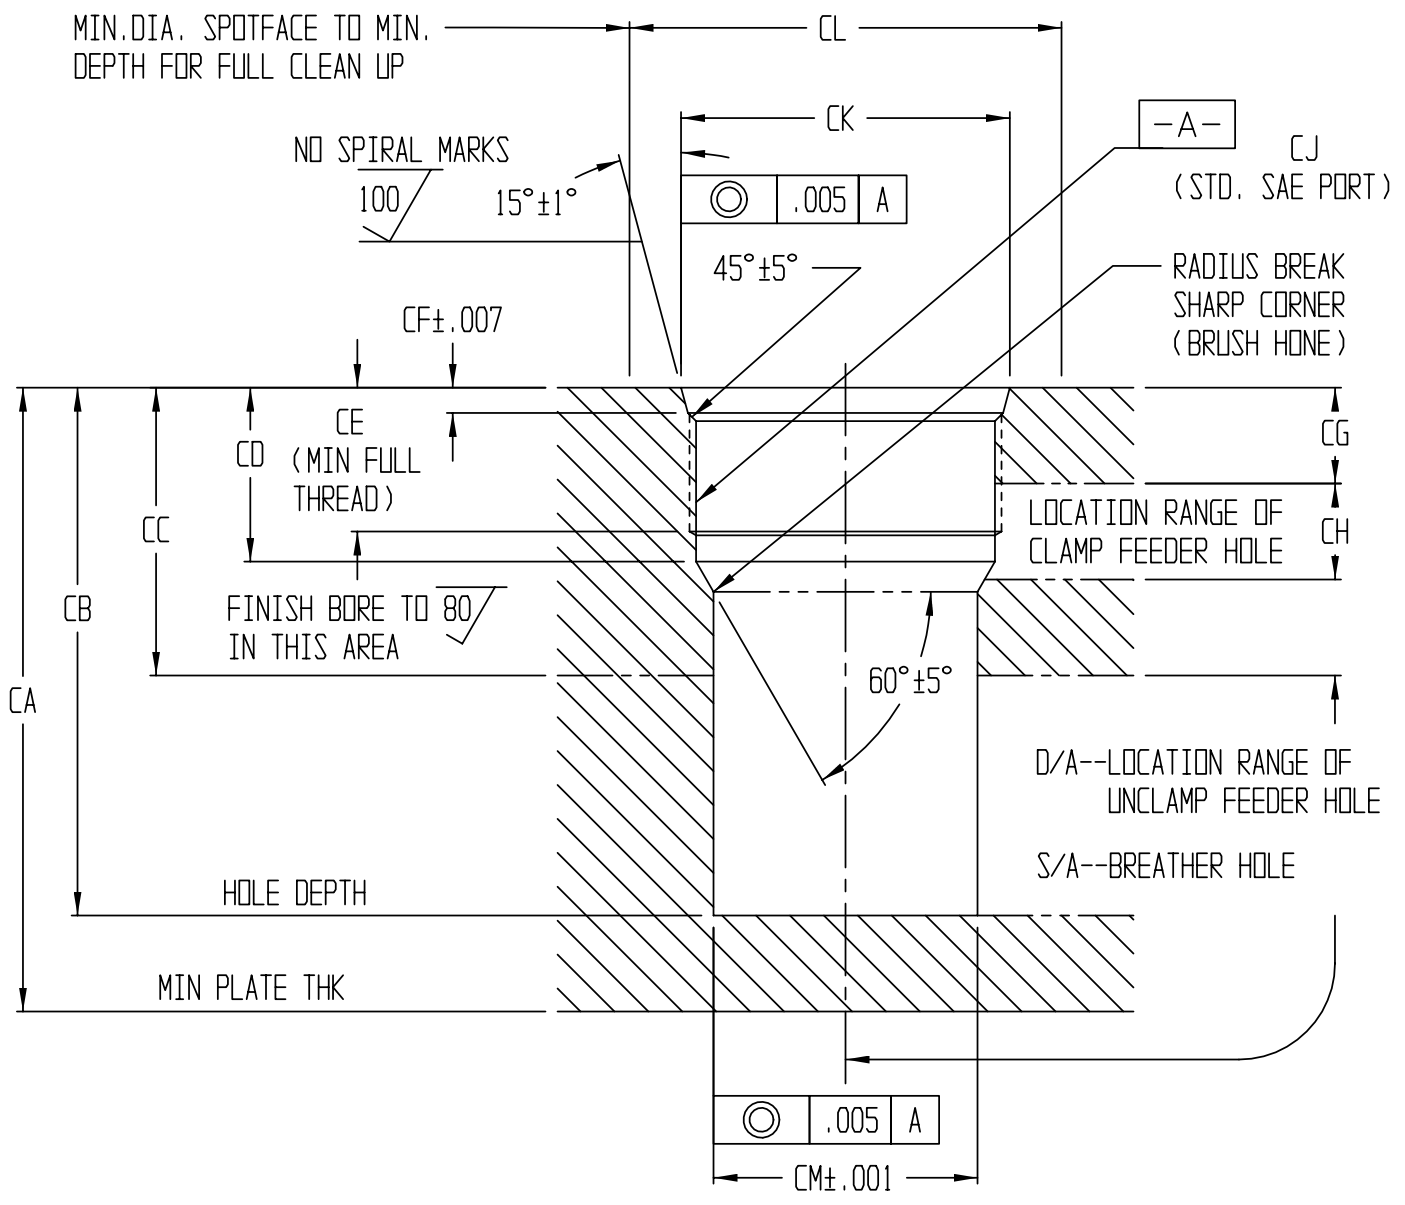 MIN.DIA. SPOTFACE TO MIN.
DEPTH FOR FULL CLEAN UP
CL
CK
-A-
CJ
(STD. SAE PORT)
NO SPIRAL MARKS
100
15°±1°
.005 A
45°±5°
RADIUS BREAK
SHARP CORNER
(BRUSH HONE)
CF±.007
CE
(MIN FULL
THREAD)
CD
CC
CB
CA
CG
CH
LOCATION RANGE OF
CLAMP FEEDER HOLE
FINISH BORE TO 80
IN THIS AREA
60°±5°
D/A--LOCATION RANGE OF
UNCLAMP FEEDER HOLE
S/A--BREATHER HOLE
HOLE DEPTH
MIN PLATE THK
.005 A
CM±.001